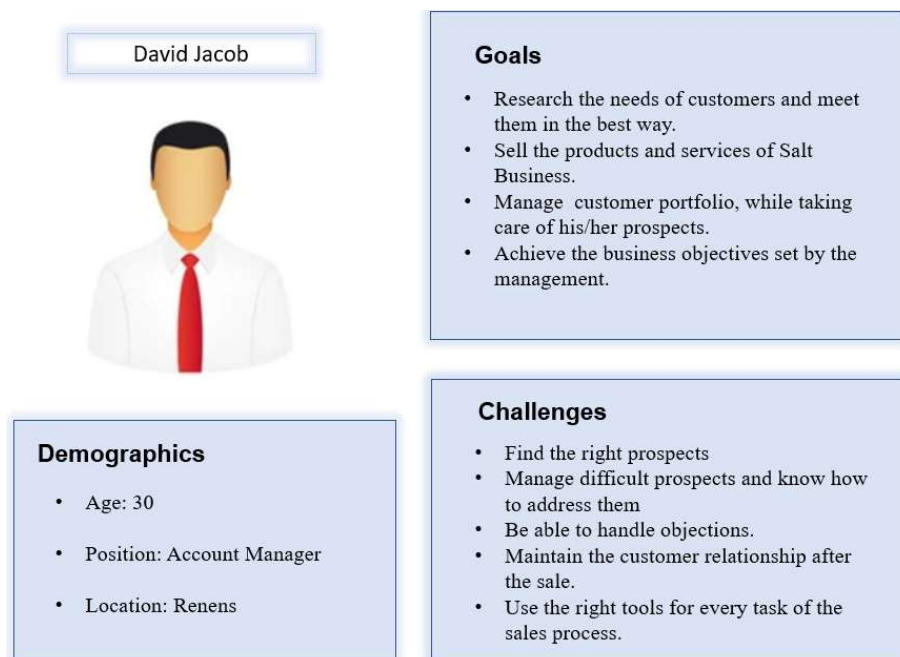 David Jacob
Goals
• Research the needs of customers and meet
them in the best way.
• Sell the products and services of Salt
Business.
• Manage  customer portfolio, while taking
care of his/her prospects.
• Achieve the business objectives set by the
management.
Demographics
• Age: 30
• Position: Account Manager
• Location: Renens
Challenges
• Find the right prospects
• Manage difficult prospects and know how
to address them
• Be able to handle objections.
• Maintain the customer relationship after
the sale.
• Use the right tools for every task of the
sales process.